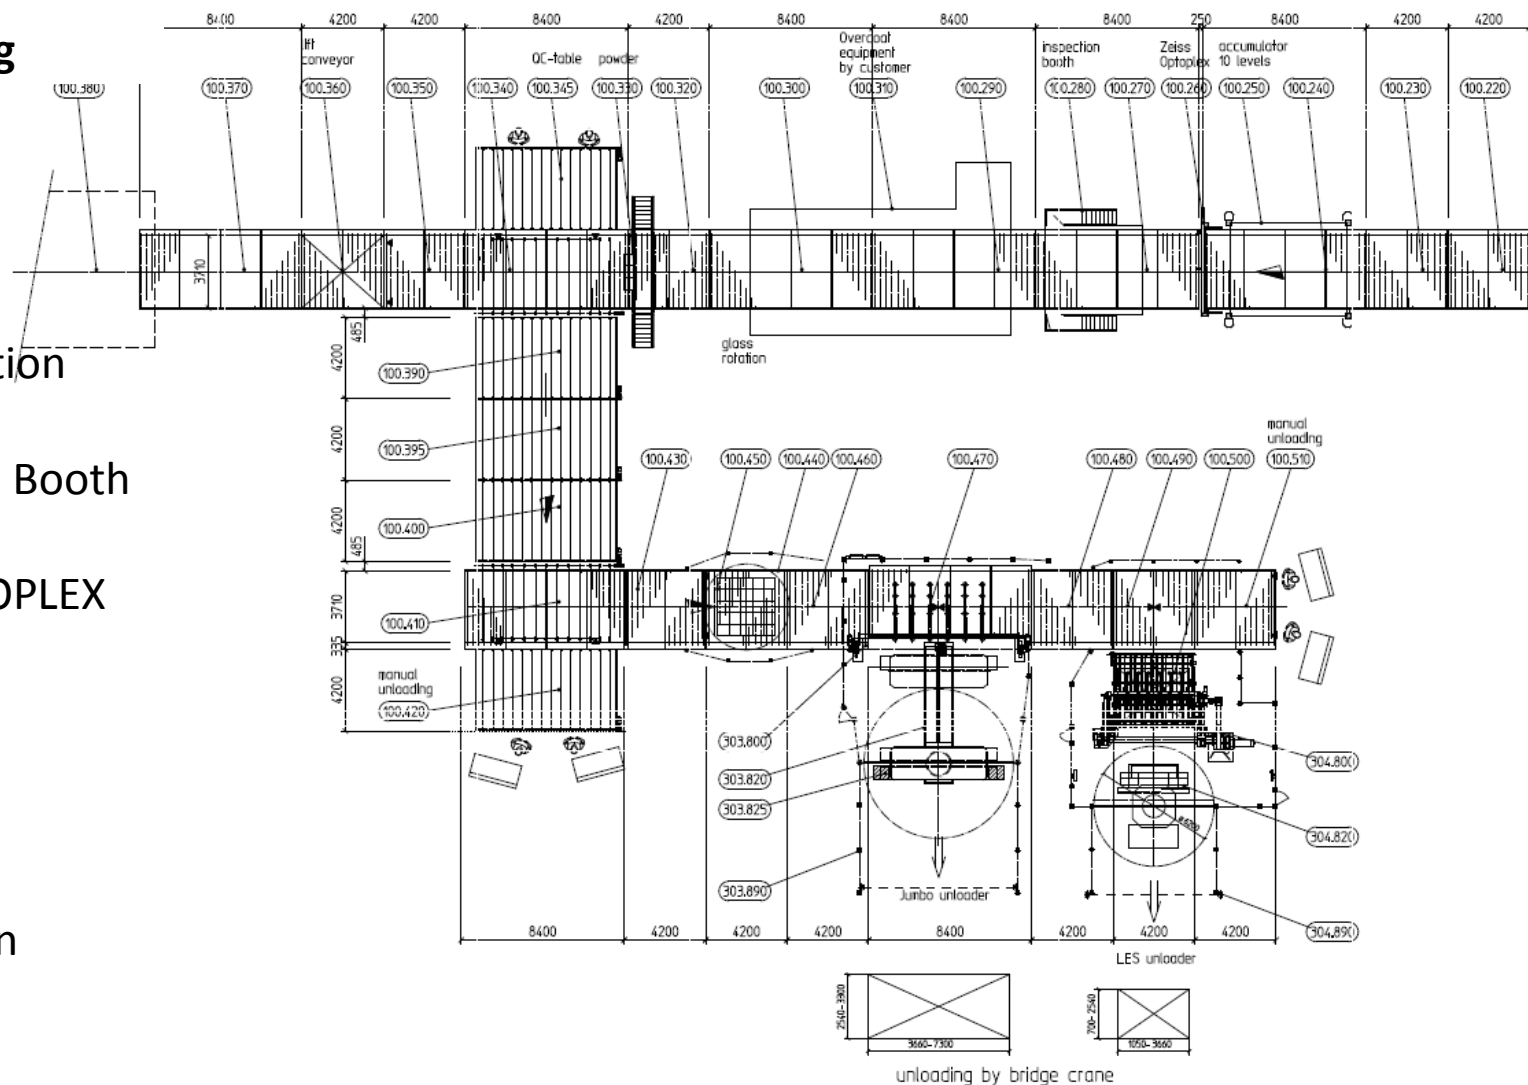 8400 4200 4200 8400 4200 8400 8400 8400 250 8400 4200 4200
g
lift
conveyor
QC-table
powder
Overcoat
equipment
by customer
inspection
booth
Zeiss
Optoplex
accumulator
10 levels
100.380 100.370 100.360 100.350 100.340 100.345 100.330 100.320 100.300 100.310 100.290 100.280 100.270 100.260 100.250 100.240 100.230 100.220
3710
485
glass
rotation
tion
4200
100.390
4200
100.395
manual
unloading
100.430 100.450 100.440 100.460 100.470 100.480 100.490 100.500 100.510
Booth
4200
100.400
485
OPLEX
3710
100.410
335
4200
manual
unloading
100.420
303.800
303.820
303.825
303.890
304.800
304.820
304.890
ø6200
Jumbo unloader
n
8400 4200 4200 4200 8400 4200 4200 4200
LES unloader
2540-3300
3660-7300
700-2540
1050-3660
unloading by bridge crane